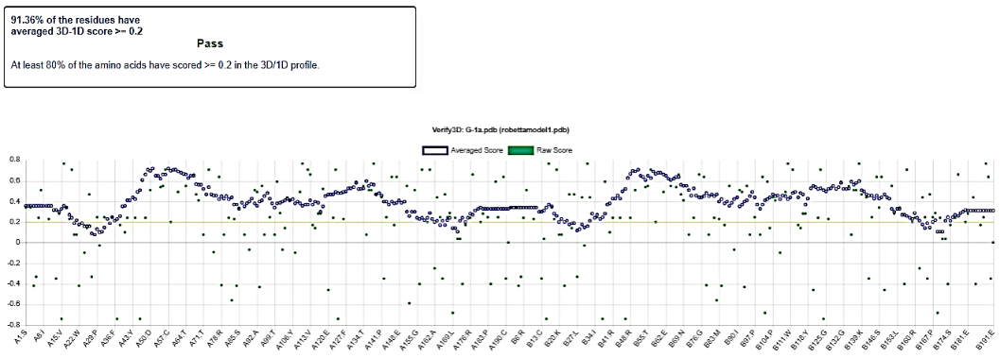 91.36% of the residues have
averaged 3D-1D score >= 0.2
Pass
At least 80% of the amino acids have scored >= 0.2 in the 3D/1D profile.
Verify3D: G-1a.pdb (robettamodel1.pdb)
Averaged Score Raw Score
0.8
0.6
0.4
0.2
0
-0.2
-0.4
-0.6
-0.8
A1:S A8:I A15:V A22:W A29:P A36:F A43:Y A50:D A57:C A64:T A71:T A78:R A85:S A92:A A99:T A106:Y A113:V A120:E A127:F A134:T A141:P A148:E A155:G A162:A A169:L A176:R A183:P A190:G B6:R B13:C B20:K B27:L B34:I B41:R B48:R B55:T B62:E B69:N B76:G B83:M B90:I B97:P B104:P B111:W B118:Y B125:G B132:G B139:K B146:S B153:L B160:R B167:P B174:S B181:E B191:E